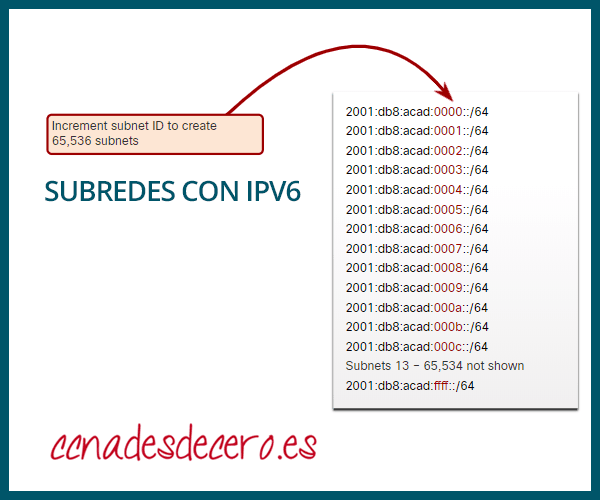 Increment subnet ID to create
65,536 subnets
SUBREDES CON IPV6
2001:db8:acad:0000::/64
2001:db8:acad:0001::/64
2001:db8:acad:0002::/64
2001:db8:acad:0003::/64
2001:db8:acad:0004::/64
2001:db8:acad:0005::/64
2001:db8:acad:0006::/64
2001:db8:acad:0007::/64
2001:db8:acad:0008::/64
2001:db8:acad:0009::/64
2001:db8:acad:000a::/64
2001:db8:acad:000b::/64
2001:db8:acad:000c::/64
Subnets 13 – 65,534 not shown
2001:db8:acad:ffff::/64
ccnadesdecero.es